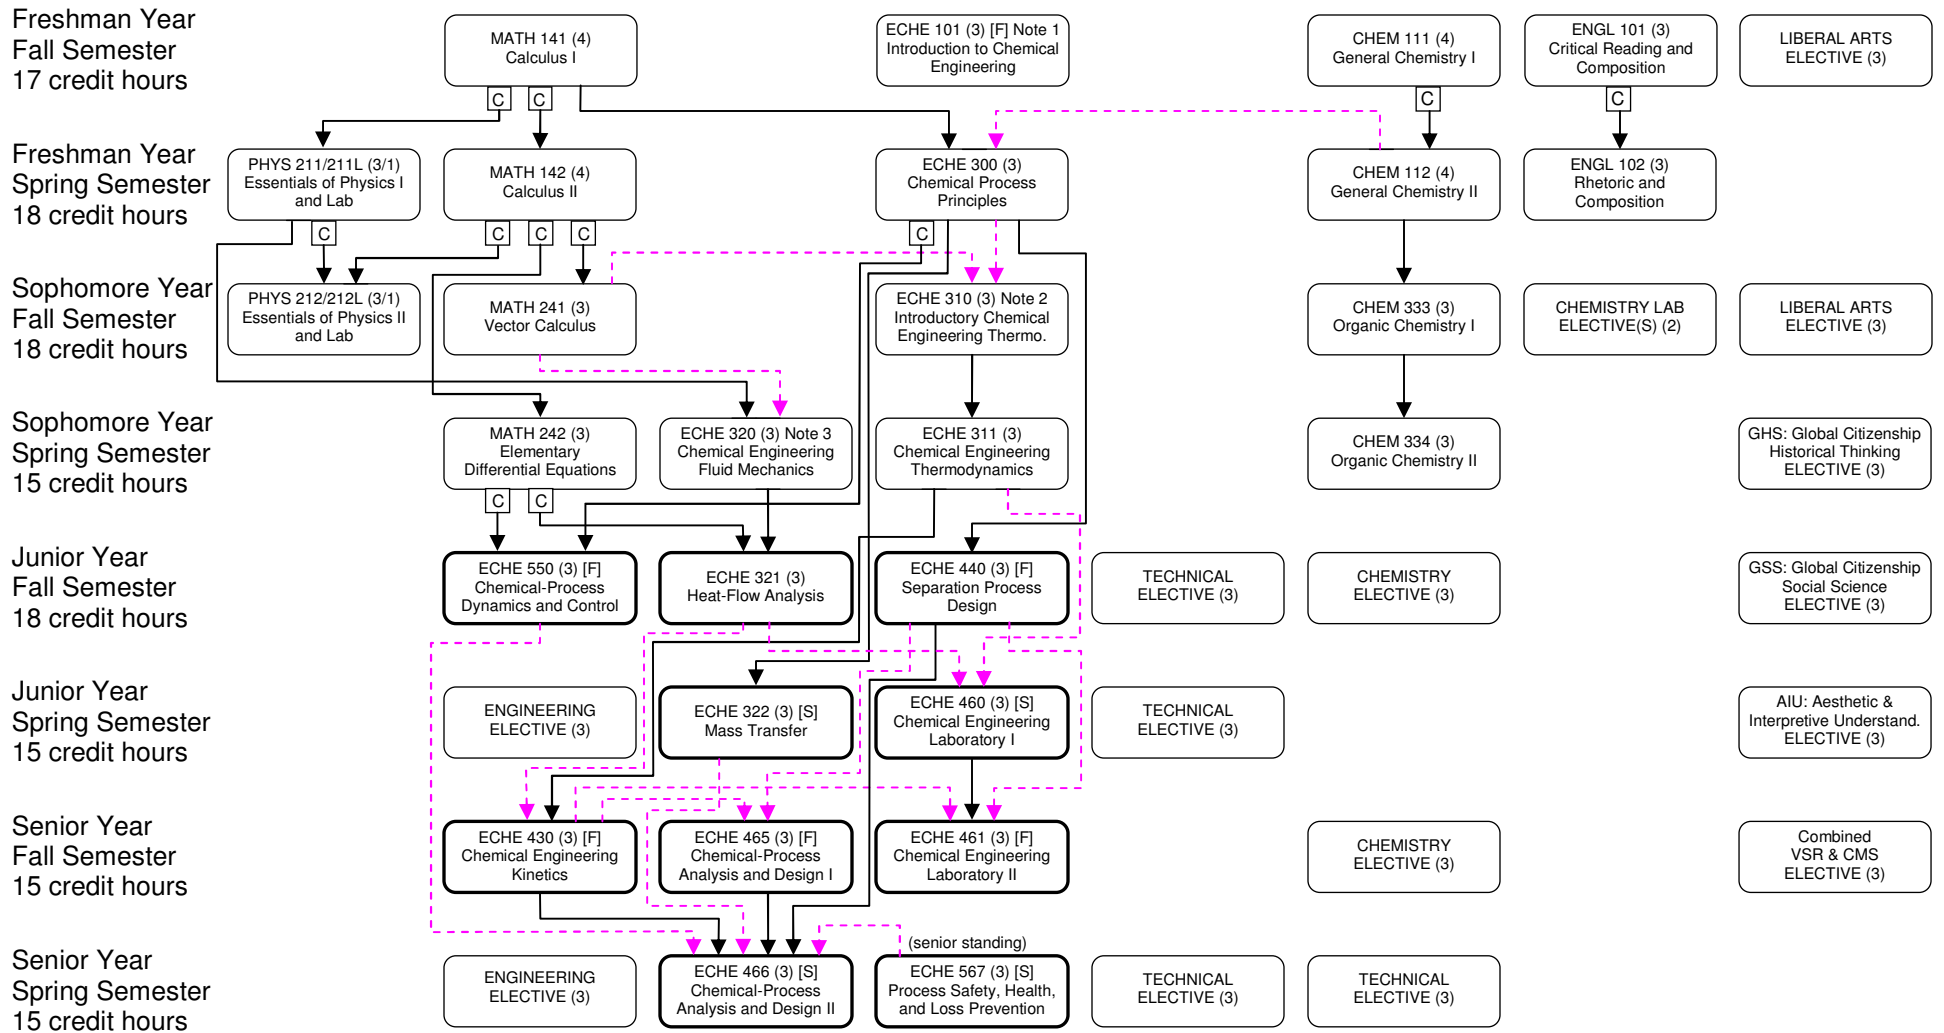 Freshman Year
Fall Semester
17 credit hours
MATH 141 (4)
Calculus I
ECHE 101 (3) [F] Note 1
Introduction to Chemical
Engineering
CHEM 111 (4)
General Chemistry I
ENGL 101 (3)
Critical Reading and
Composition
LIBERAL ARTS
ELECTIVE (3)
C
C
C
C
Freshman Year
Spring Semester
18 credit hours
PHYS 211/211L (3/1)
Essentials of Physics I
and Lab
MATH 142 (4)
Calculus II
ECHE 300 (3)
Chemical Process
Principles
CHEM 112 (4)
General Chemistry II
ENGL 102 (3)
Rhetoric and
Composition
C
C
C
C
C
Sophomore Year
Fall Semester
18 credit hours
PHYS 212/212L (3/1)
Essentials of Physics II
and Lab
MATH 241 (3)
Vector Calculus
ECHE 310 (3) Note 2
Introductory Chemical
Engineering Thermo.
CHEM 333 (3)
Organic Chemistry I
CHEMISTRY LAB
ELECTIVE(S) (2)
LIBERAL ARTS
ELECTIVE (3)
Sophomore Year
Spring Semester
15 credit hours
MATH 242 (3)
Elementary
Differential Equations
ECHE 320 (3) Note 3
Chemical Engineering
Fluid Mechanics
ECHE 311 (3)
Chemical Engineering
Thermodynamics
CHEM 334 (3)
Organic Chemistry II
GHS: Global Citizenship
Historical Thinking
ELECTIVE (3)
C
C
Junior Year
Fall Semester
18 credit hours
ECHE 550 (3) [F]
Chemical-Process
Dynamics and Control
ECHE 321 (3)
Heat-Flow Analysis
ECHE 440 (3) [F]
Separation Process
Design
TECHNICAL
ELECTIVE (3)
CHEMISTRY
ELECTIVE (3)
GSS: Global Citizenship
Social Science
ELECTIVE (3)
Junior Year
Spring Semester
15 credit hours
ENGINEERING
ELECTIVE (3)
ECHE 322 (3) [S]
Mass Transfer
ECHE 460 (3) [S]
Chemical Engineering
Laboratory I
TECHNICAL
ELECTIVE (3)
AIU: Aesthetic &
Interpretive Understand.
ELECTIVE (3)
Senior Year
Fall Semester
15 credit hours
ECHE 430 (3) [F]
Chemical Engineering
Kinetics
ECHE 465 (3) [F]
Chemical-Process
Analysis and Design I
ECHE 461 (3) [F]
Chemical Engineering
Laboratory II
CHEMISTRY
ELECTIVE (3)
Combined
VSR & CMS
ELECTIVE (3)
(senior standing)
Senior Year
Spring Semester
15 credit hours
ENGINEERING
ELECTIVE (3)
ECHE 466 (3) [S]
Chemical-Process
Analysis and Design II
ECHE 567 (3) [S]
Process Safety, Health,
and Loss Prevention
TECHNICAL
ELECTIVE (3)
TECHNICAL
ELECTIVE (3)